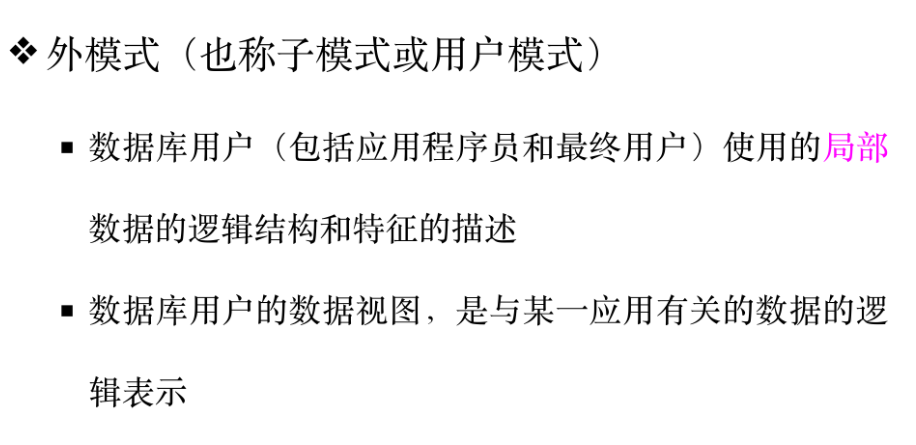 ❖ 外模式（也称子模式或用户模式）
▪ 数据库用户（包括应用程序员和最终用户）使用的局部
数据的逻辑结构和特征的描述
▪ 数据库用户的数据视图，是与某一应用有关的数据的逻
辑表示